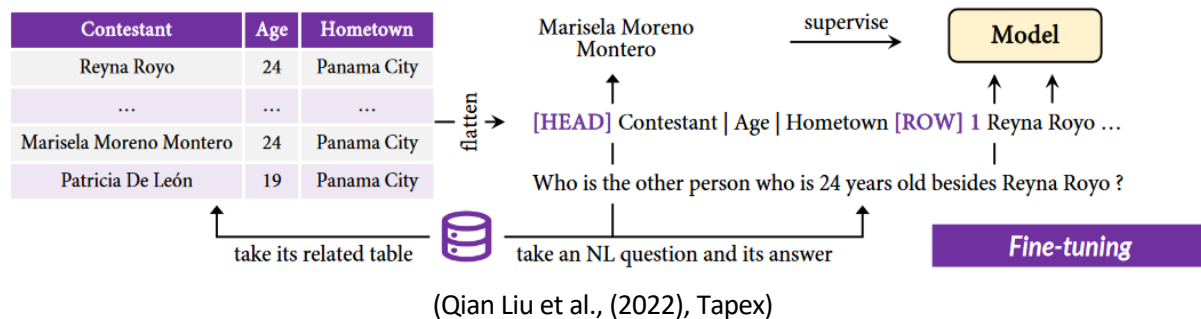 Contestant Age Hometown
Reyna Royo 24 Panama City
... ... ...
Marisela Moreno Montero 24 Panama City
Patricia De León 19 Panama City
flatten
Marisela Moreno
Montero
supervise
Model
[HEAD] Contestant | Age | Hometown [ROW] 1 Reyna Royo ...
Who is the other person who is 24 years old besides Reyna Royo ?
take its related table
take an NL question and its answer
Fine-tuning
(Qian Liu et al., (2022), Tapex)